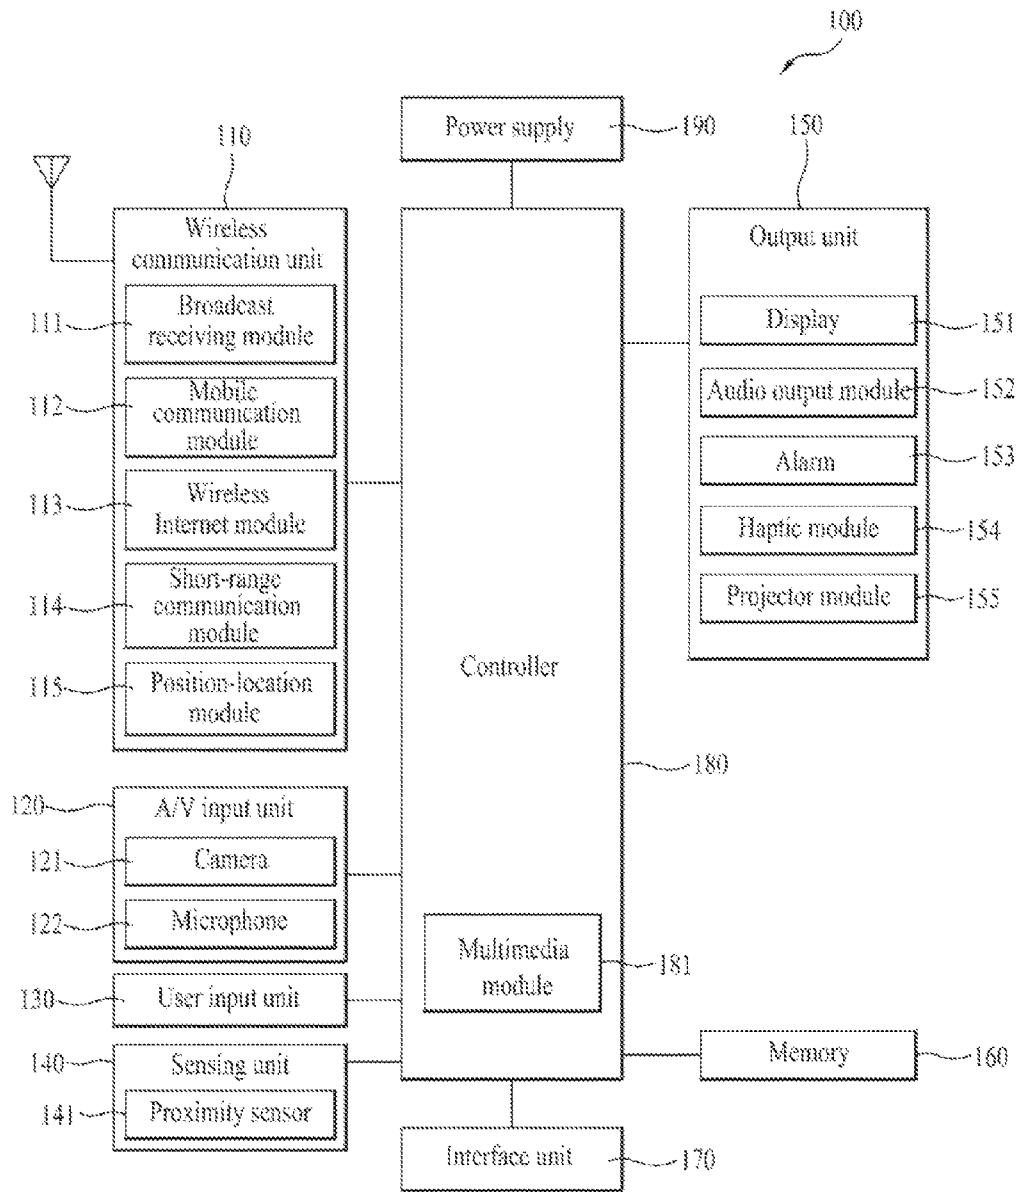 100
Power supply
190
150
110
Wireless
communication unit
Output unit
111
Broadcast
receiving module
Display
151
112
Mobile
communication
module
Audio output module
152
Alarm
153
113
Wireless
Internet module
Haptic module
154
114
Short-range
communication
module
Projector module
155
Controller
115
Position-location
module
180
120
A/V input unit
121
Camera
122
Microphone
Multimedia
module
181
130
User input unit
140
Sensing unit
Memory
160
141
Proximity sensor
Interface unit
170